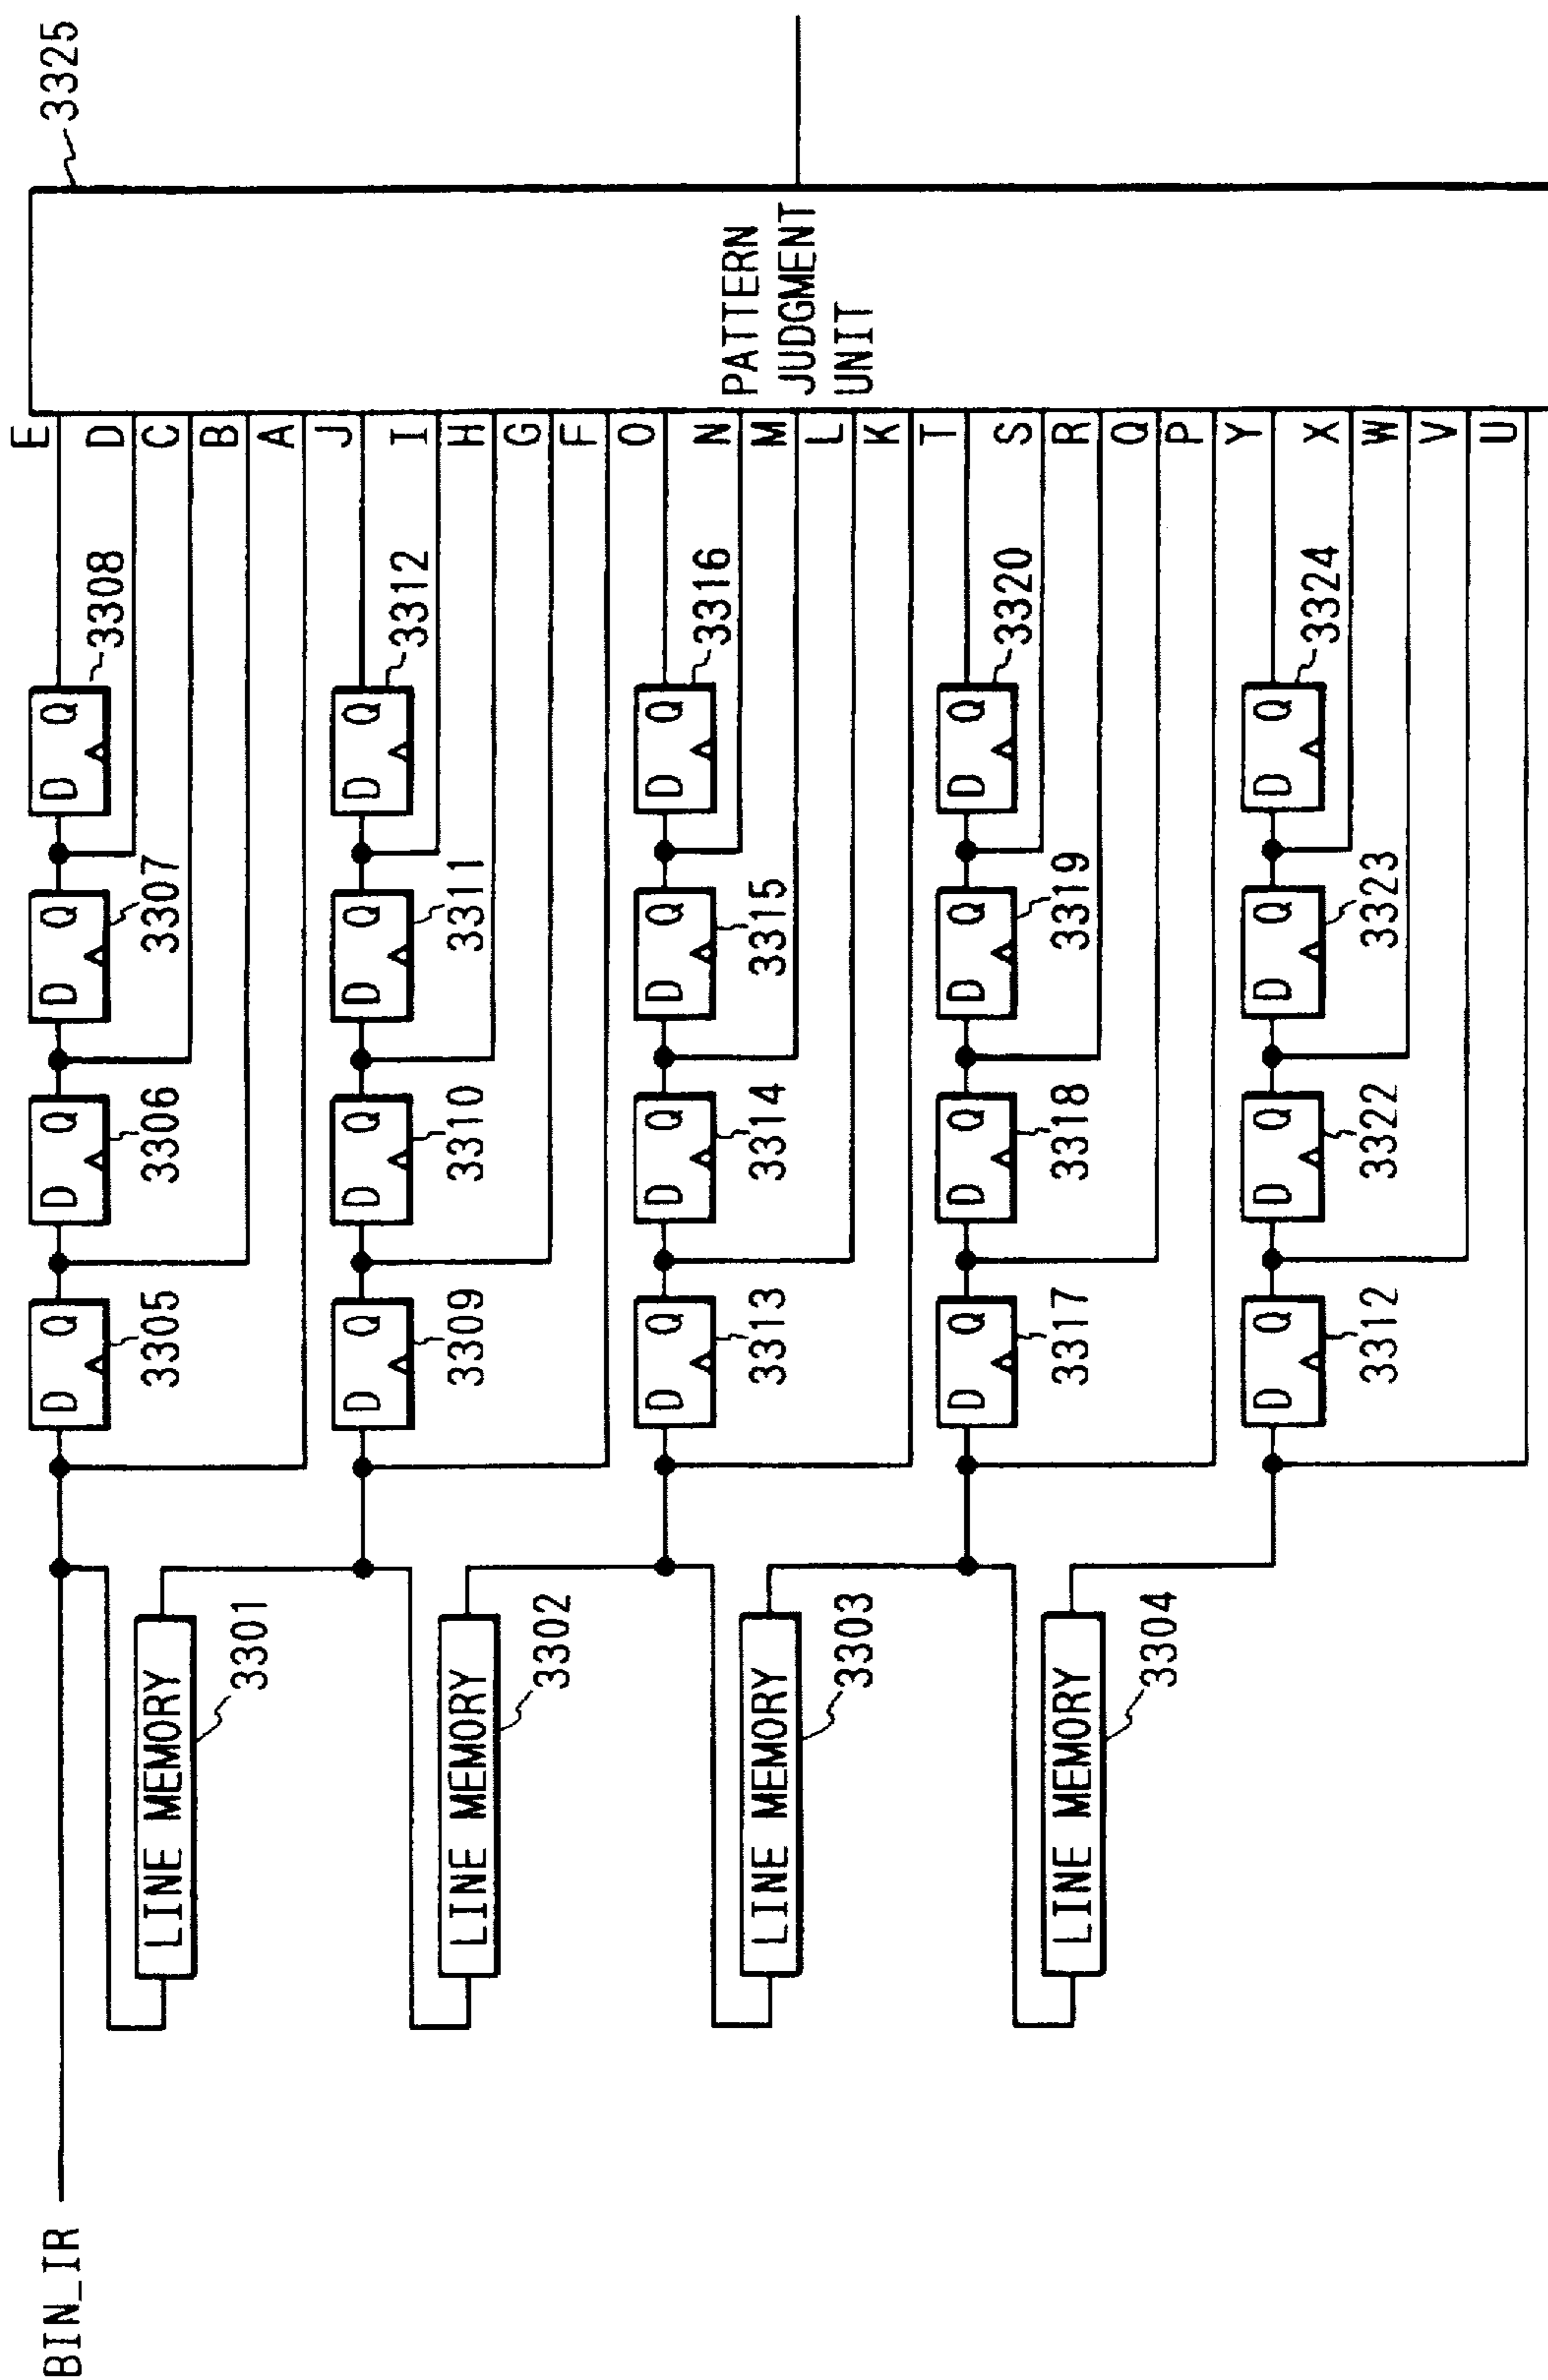 BIN_IR
LINE MEMORY
3301
LINE MEMORY
3302
LINE MEMORY
3303
LINE MEMORY
3304
D Q
3305
D Q
3306
D Q
3307
D Q
3308
D Q
3309
D Q
3310
D Q
3311
D Q
3312
D Q
3313
D Q
3314
D Q
3315
D Q
3316
D Q
3317
D Q
3318
D Q
3319
D Q
3320
D Q
3312
D Q
3322
D Q
3323
D Q
3324
E
D
C
B
A
J
I
H
G
F
O
N
M
L
K
T
S
R
Q
P
Y
X
W
V
U
PATTERN
JUDGMENT
UNIT
3325